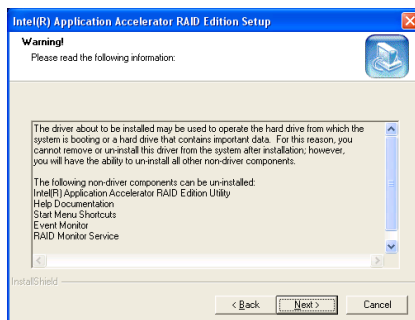 Intel(R) Application Accelerator RAID Edition Setup
Warning!
Please read the following information:
The driver about to be installed may be used to operate the hard drive from which the
system is booting or a hard drive that contains important data. For this reason, you
cannot remove or un-install this driver from the system after installation; however,
you will have the ability to un-install all other non-driver components.
The following non-driver components can be un-installed:
Intel(R) Application Accelerator RAID Edition Utility
Help Documentation
Start Menu Shortcuts
Event Monitor
RAID Monitor Service
InstallShield
< Back
Next >
Cancel